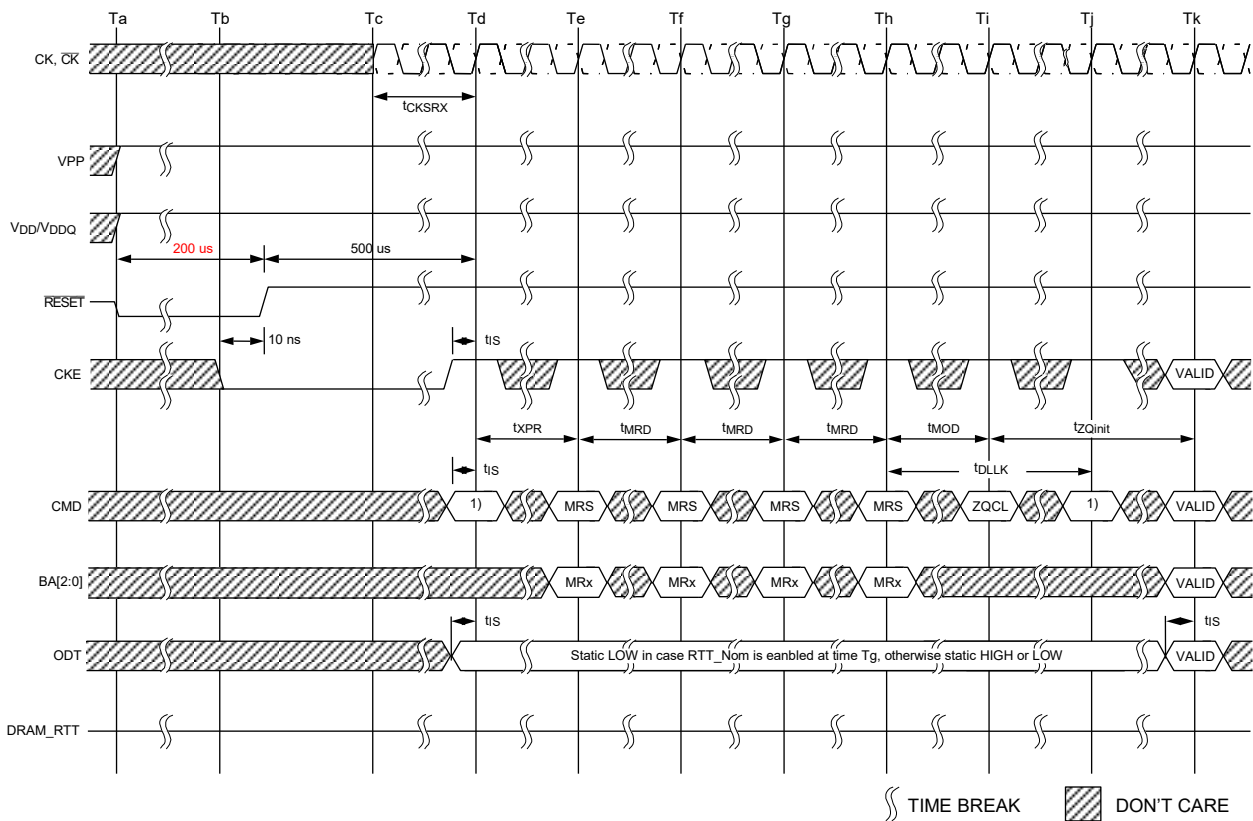 Ta Tb Tc Td Te Tf Tg Th Ti Tj Tk
CK, CK
tCKSRX
VPP
VDD/VDDQ
200 us 500 us
RESET
10 ns tIS
CKE VALID
tXPR tMRD tMRD tMRD tMOD tZQinit
tIS tDLLK
CMD 1) MRS MRS MRS MRS ZQCL 1) VALID
BA[2:0] MRx MRx MRx MRx VALID
tIS tIS
ODT Static LOW in case RTT_Nom is eanbled at time Tg, otherwise static HIGH or LOW VALID
DRAM_RTT
TIME BREAK DON'T CARE